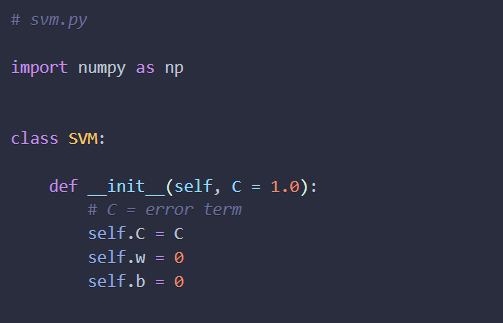 # svm.py
import numpy as np
class SVM:
    def __init__(self, C = 1.0):
        # C = error term
        self.C = C
        self.w = 0
        self.b = 0